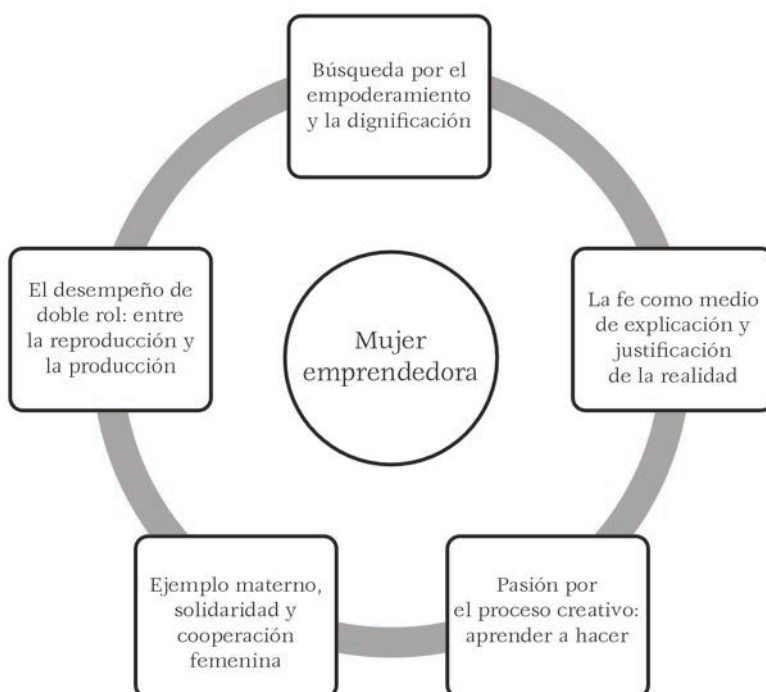 Búsqueda por el
empoderamiento
y la dignificación
El desempeño de
doble rol: entre
la reproducción y
la producción
Mujer
emprendedora
La fe como medio
de explicación y
justificación
de la realidad
Ejemplo materno,
solidaridad y
cooperación
femenina
Pasión por
el proceso creativo:
aprender a hacer